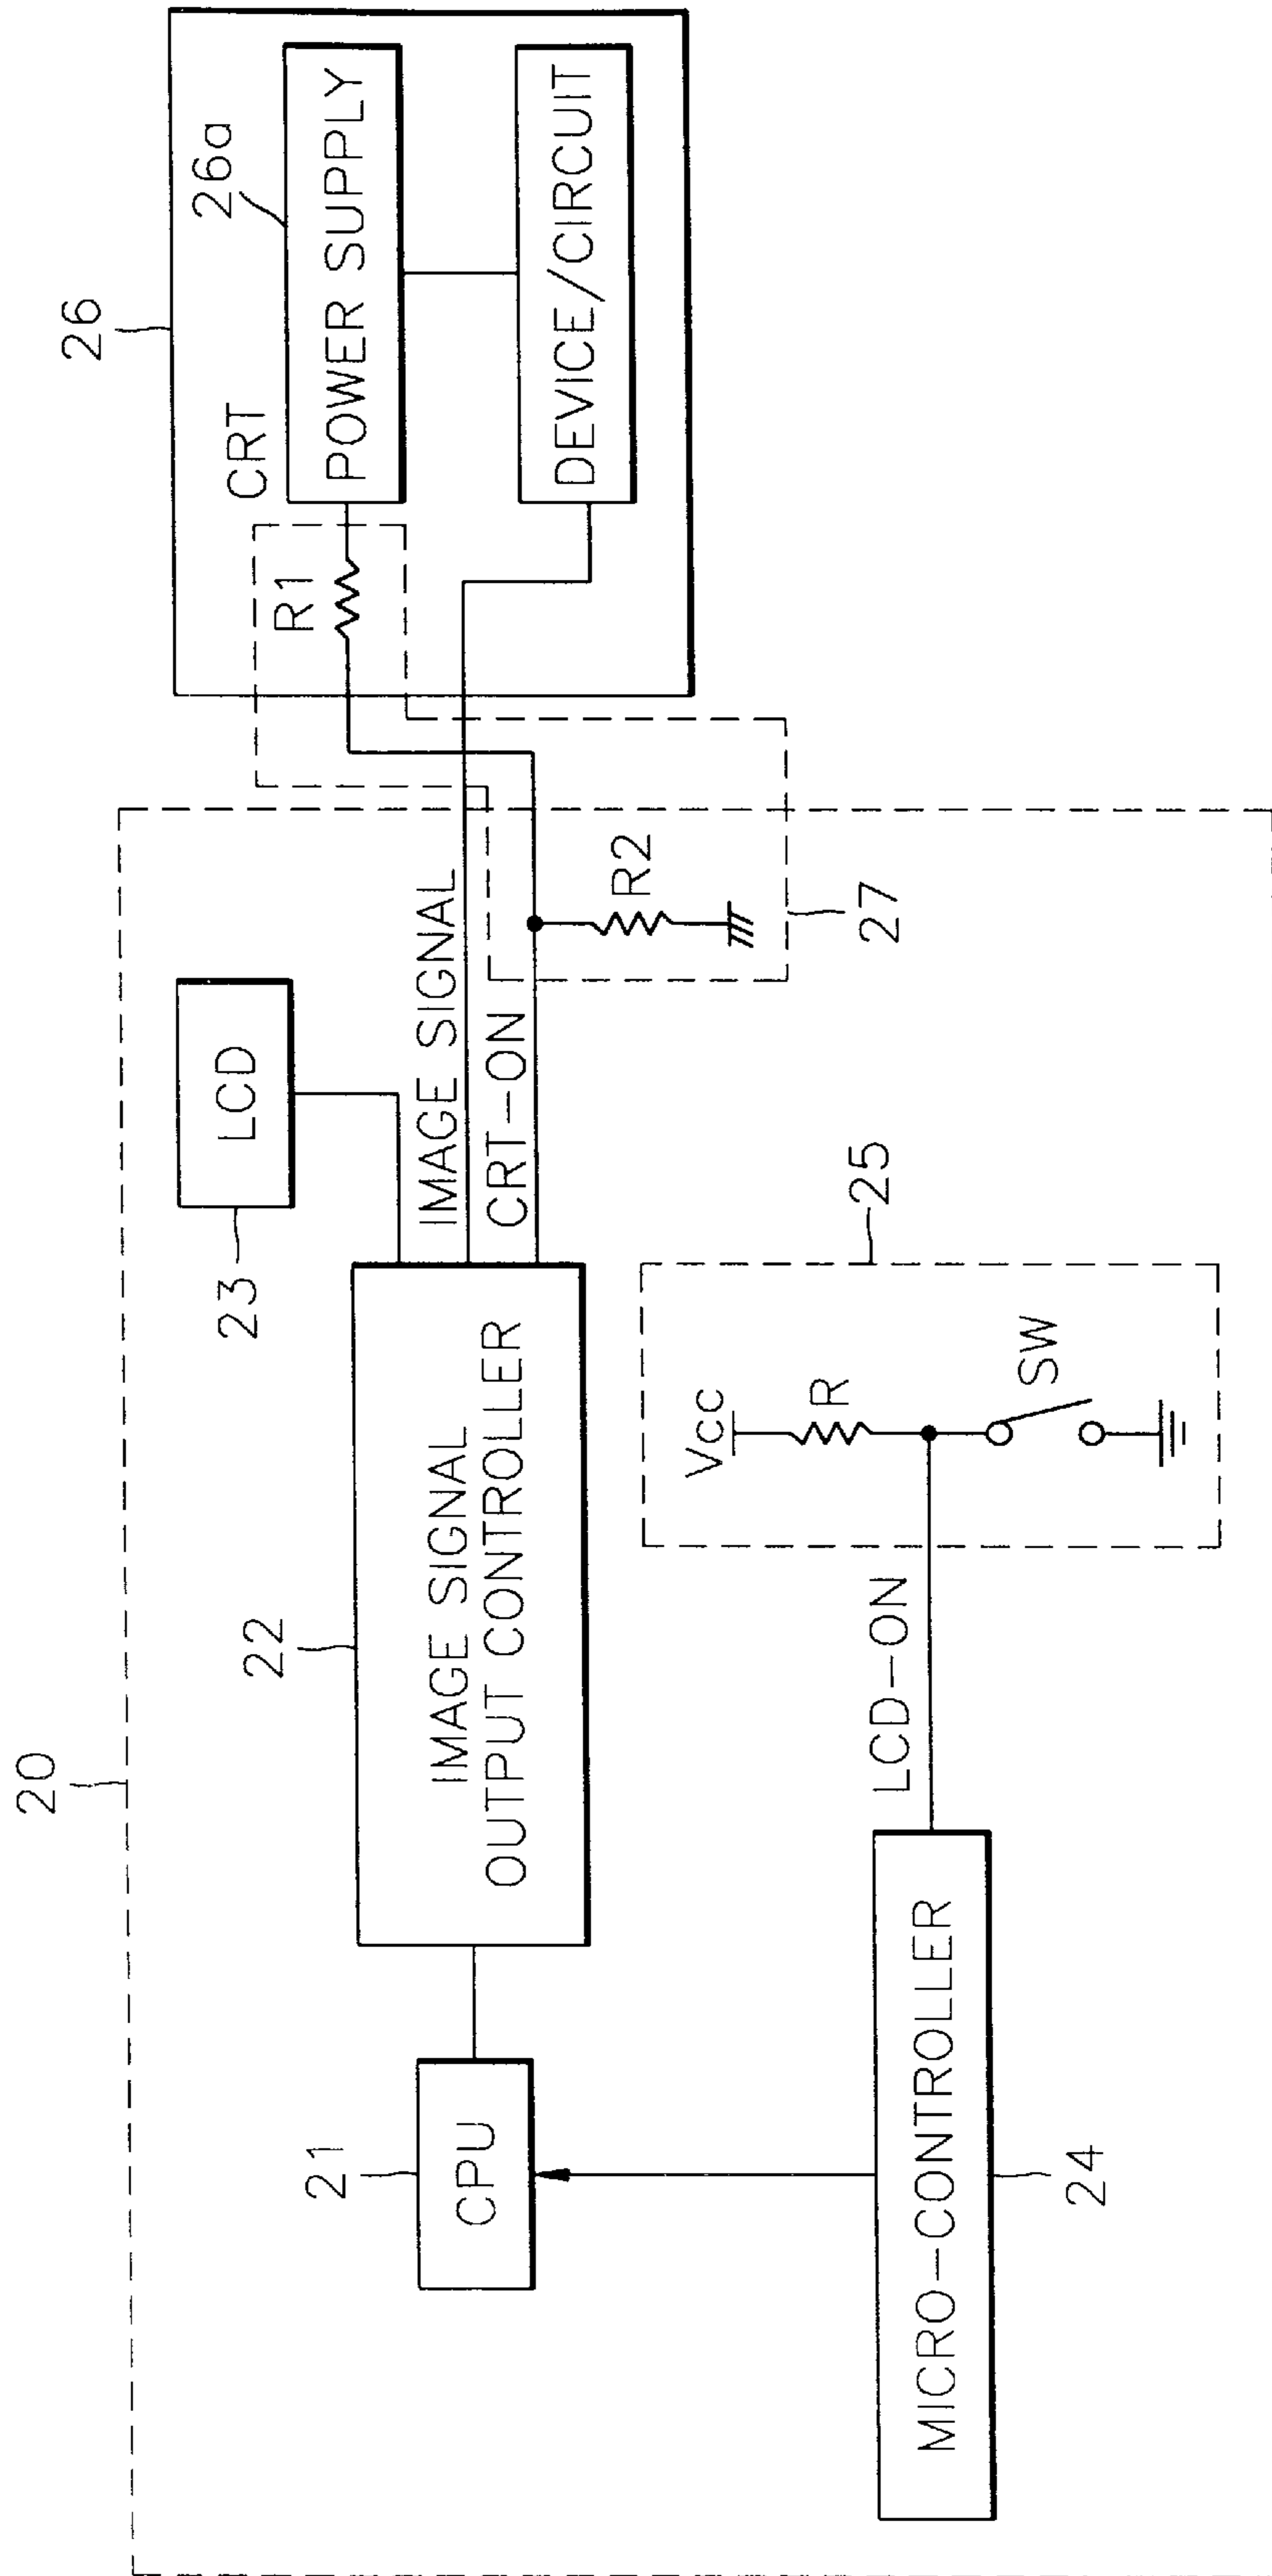 20
26
CRT
26a
POWER SUPPLY
DEVICE/CIRCUIT
R1
23
LCD
22
IMAGE SIGNAL
OUTPUT CONTROLLER
21
CPU
IMAGE SIGNAL
CRT-ON
R2
27
25
Vcc
R
SW
LCD-ON
MICRO-CONTROLLER
24